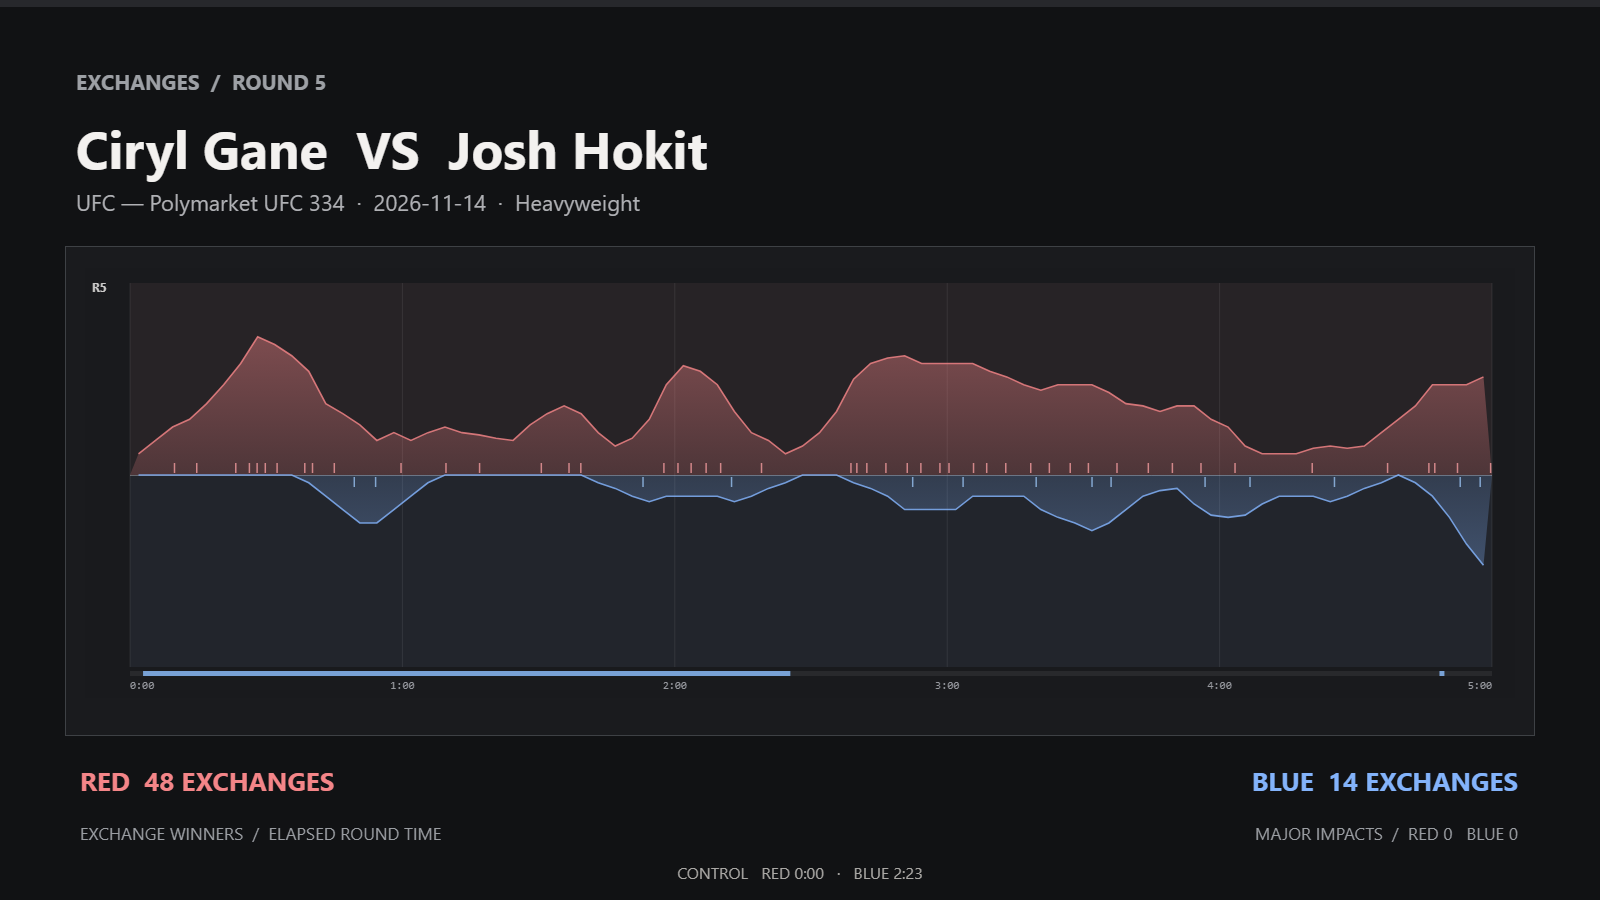 EXCHANGES / ROUND 5
Ciryl Gane VS Josh Hokit
UFC — Polymarket UFC 334 · 2026-11-14 · Heavyweight
R5
0:00 1:00 2:00 3:00 4:00 5:00
RED 48 EXCHANGES
BLUE 14 EXCHANGES
EXCHANGE WINNERS / ELAPSED ROUND TIME
MAJOR IMPACTS / RED 0 BLUE 0
CONTROL RED 0:00 · BLUE 2:23